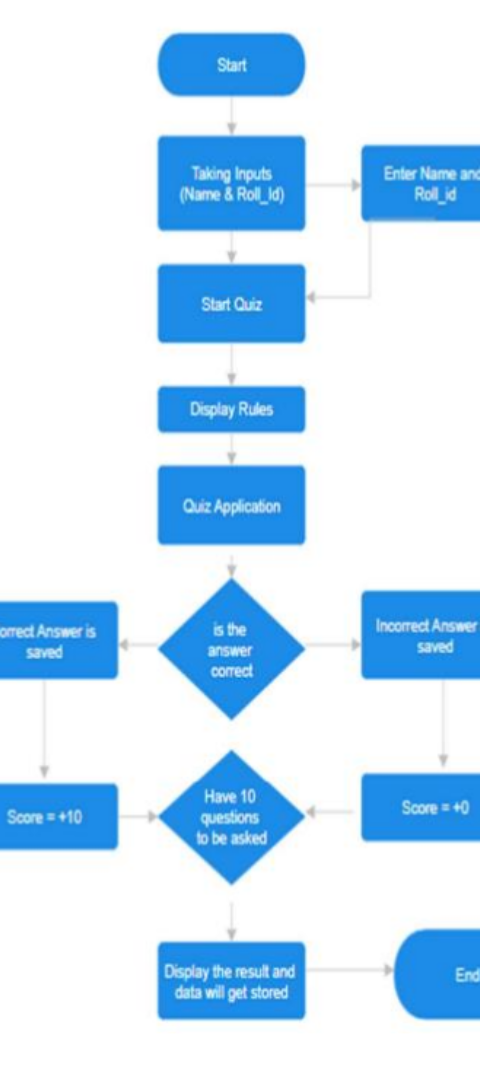 Start
Taking Inputs
(Name & Roll_Id)
Enter Name and
Roll_id
Start Quiz
Display Rules
Quiz Application
is the
answer
correct
orrect Answer is
saved
Incorrect Answer
saved
Have 10
questions
to be asked
Score = +10
Score = +0
Display the result and
data will get stored
End